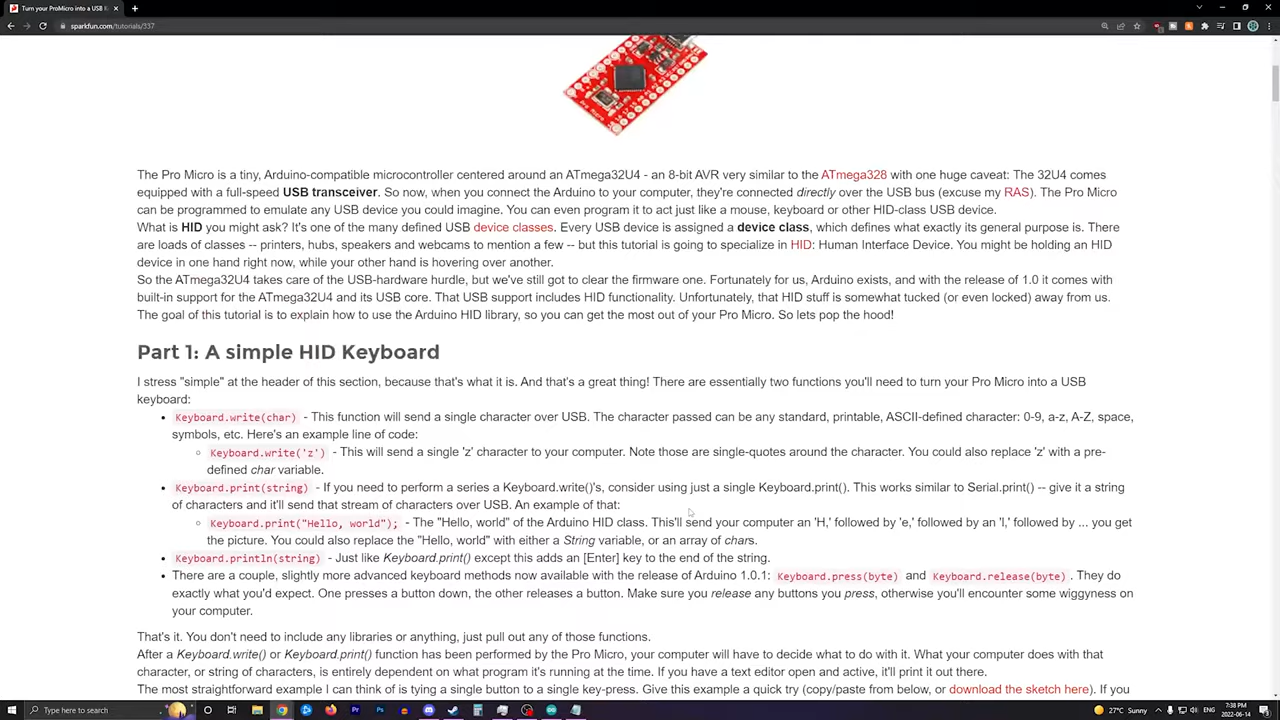 Turn your ProMicro into a USB K
sparkfun.com/tutorials/337
The Pro Micro is a tiny, Arduino-compatible microcontroller centered around an ATmega32U4 - an 8-bit AVR very similar to the ATmega328 with one huge caveat: The 32U4 comes
equipped with a full-speed USB transceiver. So now, when you connect the Arduino to your computer, they're connected directly over the USB bus (excuse my RAS). The Pro Micro
can be programmed to emulate any USB device you could imagine. You can even program it to act just like a mouse, keyboard or other HID-class USB device.
What is HID you might ask? It's one of the many defined USB device classes. Every USB device is assigned a device class, which defines what exactly its general purpose is. There
are loads of classes -- printers, hubs, speakers and webcams to mention a few -- but this tutorial is going to specialize in HID: Human Interface Device. You might be holding an HID
device in one hand right now, while your other hand is hovering over another.
So the ATmega32U4 takes care of the USB-hardware hurdle, but we've still got to clear the firmware one. Fortunately for us, Arduino exists, and with the release of 1.0 it comes with
built-in support for the ATmega32U4 and its USB core. That USB support includes HID functionality. Unfortunately, that HID stuff is somewhat tucked (or even locked) away from us.
The goal of this tutorial is to explain how to use the Arduino HID library, so you can get the most out of your Pro Micro. So lets pop the hood!
Part 1: A simple HID Keyboard
I stress "simple" at the header of this section, because that's what it is. And that's a great thing! There are essentially two functions you'll need to turn your Pro Micro into a USB
keyboard:
• Keyboard.write(char) - This function will send a single character over USB. The character passed can be any standard, printable, ASCII-defined character: 0-9, a-z, A-Z, space,
symbols, etc. Here's an example line of code:
◦ Keyboard.write('z') - This will send a single 'z' character to your computer. Note those are single-quotes around the character. You could also replace 'z' with a pre-
defined char variable.
• Keyboard.print(string) - If you need to perform a series a Keyboard.write()'s, consider using just a single Keyboard.print(). This works similar to Serial.print() -- give it a string
of characters and it'll send that stream of characters over USB. An example of that:
◦ Keyboard.print("Hello, world"); - The "Hello, world" of the Arduino HID class. This'll send your computer an 'H,' followed by 'e,' followed by an 'l,' followed by ... you get
the picture. You could also replace the "Hello, world" with either a String variable, or an array of chars.
• Keyboard.println(string) - Just like Keyboard.print() except this adds an [Enter] key to the end of the string.
• There are a couple, slightly more advanced keyboard methods now available with the release of Arduino 1.0.1: Keyboard.press(byte) and Keyboard.release(byte). They do
exactly what you'd expect. One presses a button down, the other releases a button. Make sure you release any buttons you press, otherwise you'll encounter some wiggyness on
your computer.
That's it. You don't need to include any libraries or anything, just pull out any of those functions.
After a Keyboard.write() or Keyboard.print() function has been performed by the Pro Micro, your computer will have to decide what to do with it. What your computer does with that
character, or string of characters, is entirely dependent on what program it's running at the time. If you have a text editor open and active, it'll print it out there.
The most straightforward example I can think of is tying a single button to a single key-press. Give this example a quick try (copy/paste from below, or download the sketch here). If you
Type here to search
27°C Sunny
7:38 PM
2022-06-14